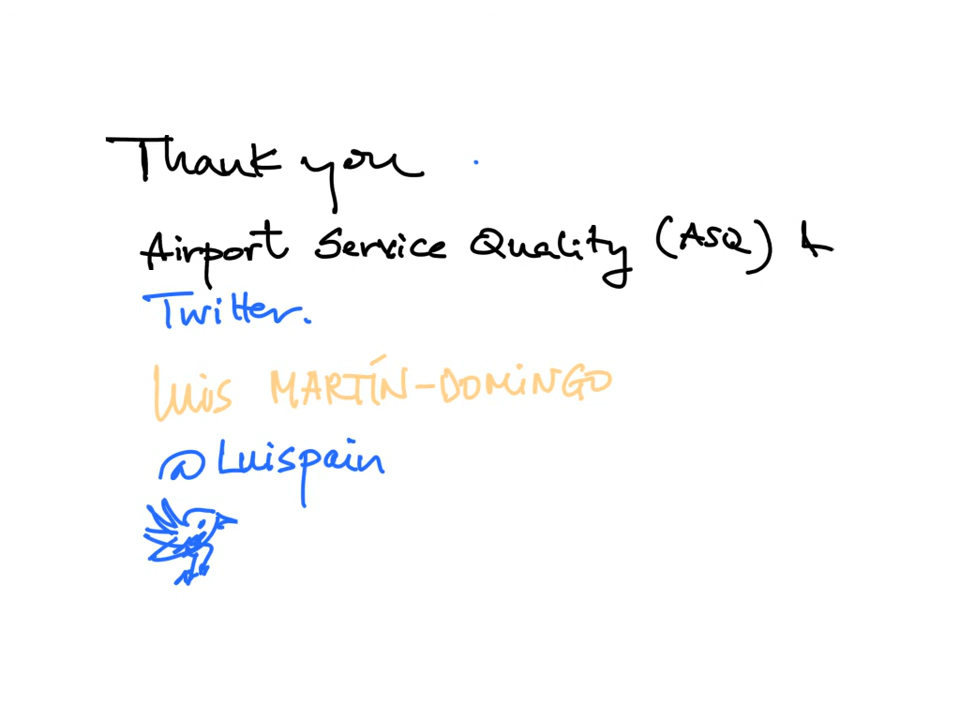 Thank you
Airport Service Quality (ASQ) &
Twitter.
Luis MARTÍN-DOMINGO
@Luispain